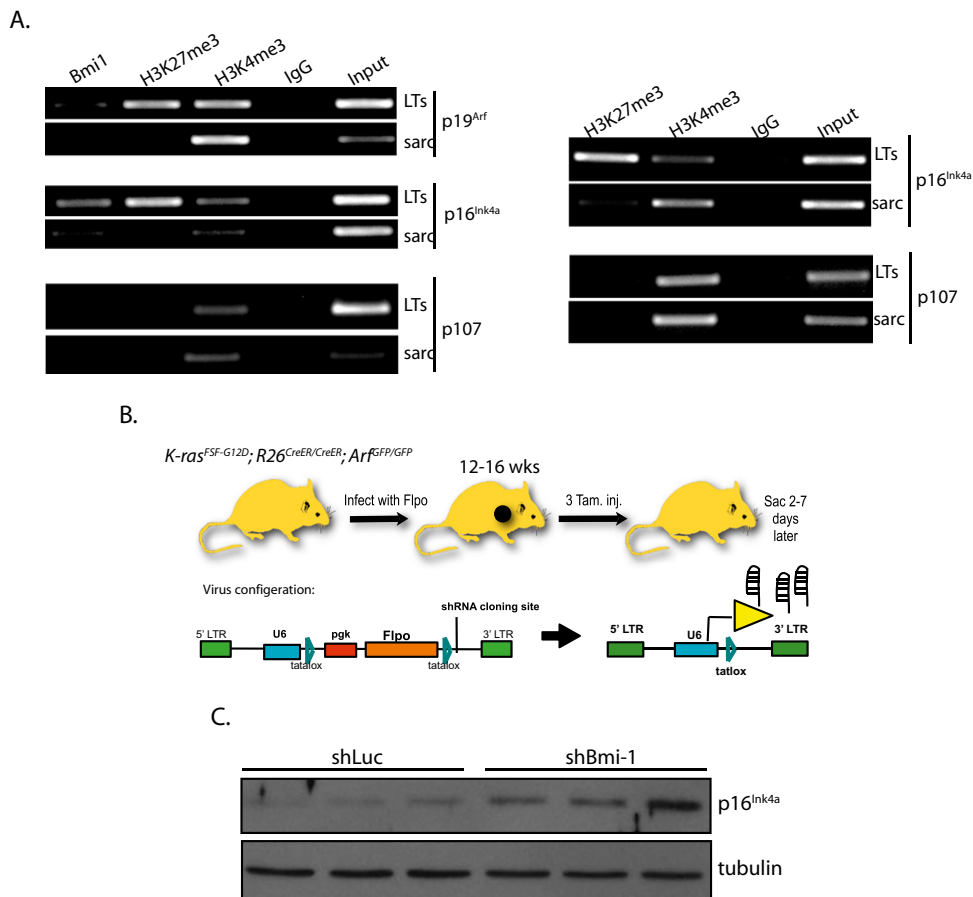 A.
Bmi1 H3K27me3 H3K4me3 IgG Input
LTs
sarc
p19Arf
LTs
sarc
p16Ink4a
LTs
sarc
p107
H3K27me3 H3K4me3 IgG Input
LTs
sarc
p16Ink4a
LTs
sarc
p107
B.
K-rasFSF-G12D; R26CreER/CreER; ArfGFP/GFP
12-16 wks
Infect with Flpo
3 Tam. inj.
Sac 2-7
days
later
Virus configeration:
shRNA cloning site
5' LTR U6 pgk Flpo 3' LTR
tatalox tatalox
5' LTR U6 3' LTR
tatlox
C.
shLuc shBmi-1
p16Ink4a
tubulin